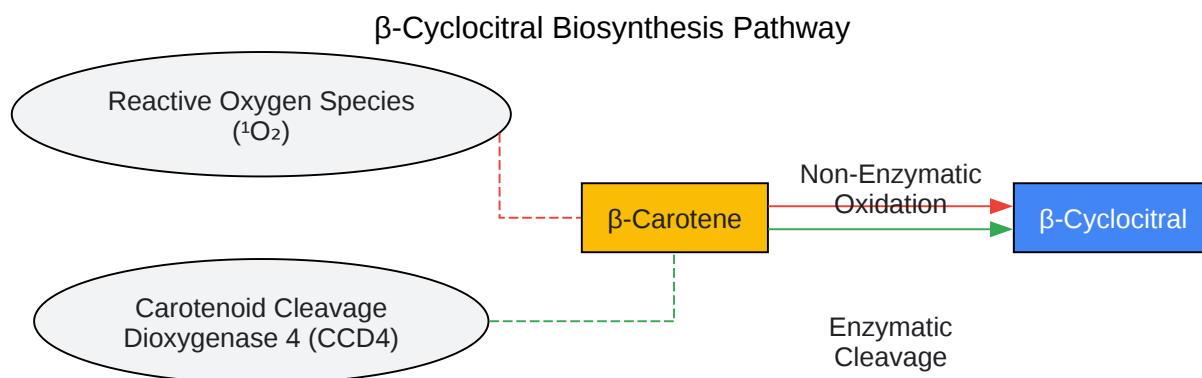 β-Cyclocitral Biosynthesis Pathway
Reactive Oxygen Species
(¹O₂)
Non-Enzymatic
Oxidation
β-Carotene
β-Cyclocitral
Carotenoid Cleavage
Dioxygenase 4 (CCD4)
Enzymatic
Cleavage